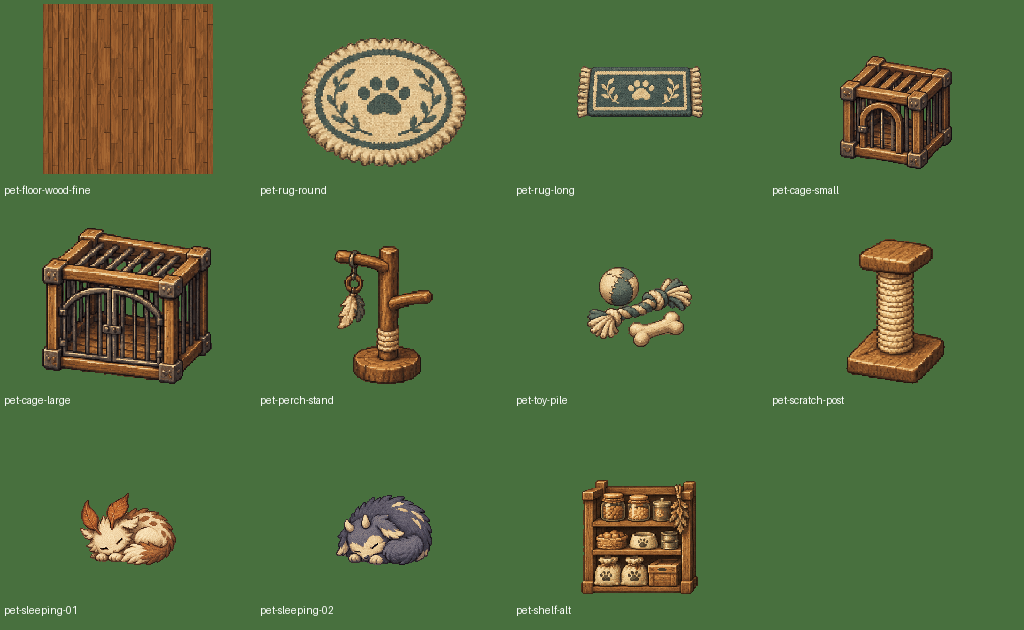 pet-floor-wood-fine
pet-rug-round
pet-rug-long
pet-cage-small
pet-cage-large
pet-perch-stand
pet-toy-pile
pet-scratch-post
pet-sleeping-01
pet-sleeping-02
pet-shelf-alt